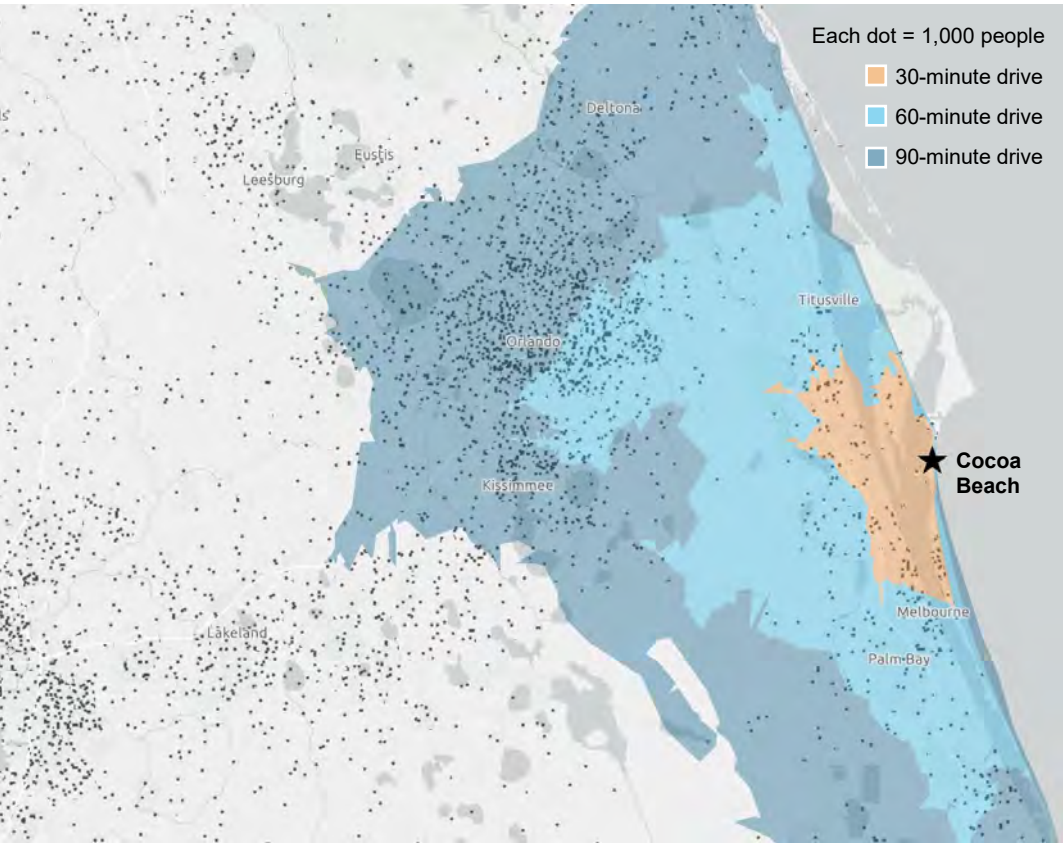 Each dot = 1,000 people
30-minute drive
60-minute drive
90-minute drive
Deltona
Eustis
Leesburg
Titusville
Orlando
Cocoa
Beach
Kissimmee
Melbourne
Lakeland
Palm Bay